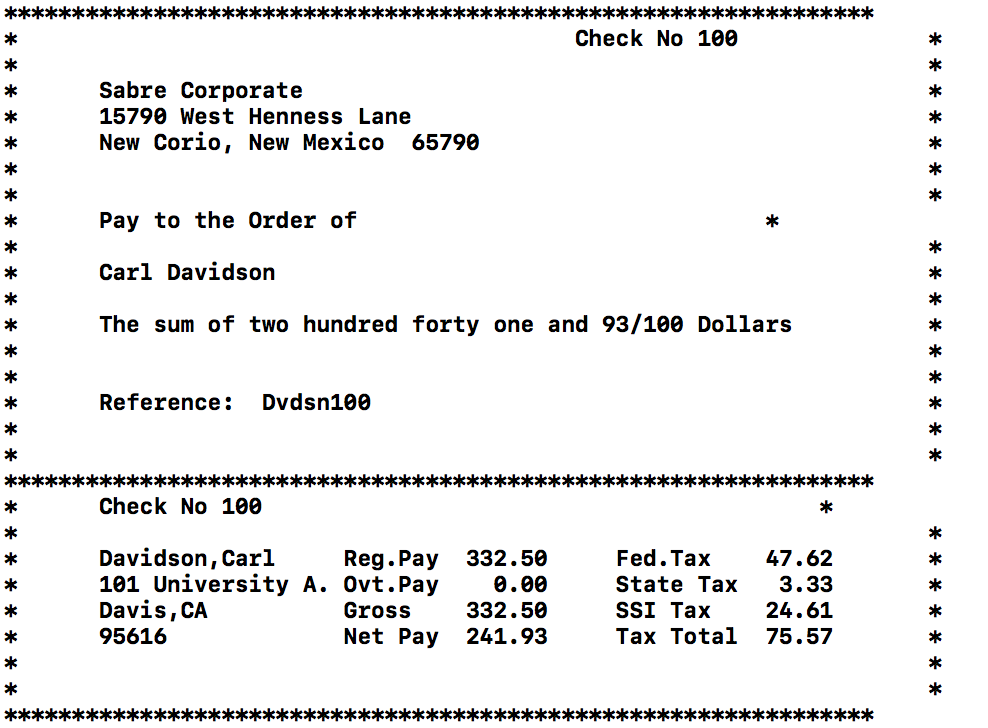 ****************************************************************
* Check No 100 *
* *
* Sabre Corporate *
* 15790 West Henness Lane *
* New Corio, New Mexico  65790 *
* *
* *
* Pay to the Order of *
* *
* Carl Davidson *
* *
* The sum of two hundred forty one and 93/100 Dollars *
* *
* *
* Reference:  Dvdsn100 *
* *
* *
****************************************************************
* Check No 100 *
* *
* Davidson,Carl Reg.Pay 332.50 Fed.Tax 47.62 *
* 101 University A. Ovt.Pay 0.00 State Tax 3.33 *
* Davis,CA Gross 332.50 SSI Tax 24.61 *
* 95616 Net Pay 241.93 Tax Total 75.57 *
* *
* *
****************************************************************